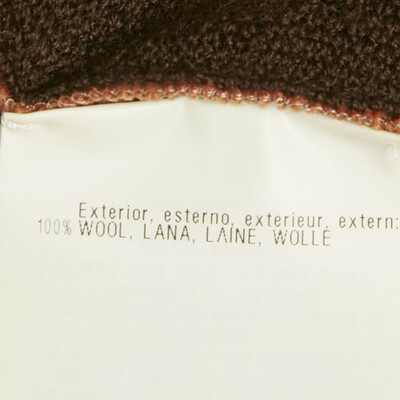 Exterior, esterno, exterieur, extern:
100% WOOL, LANA, LAINE, WOLLE